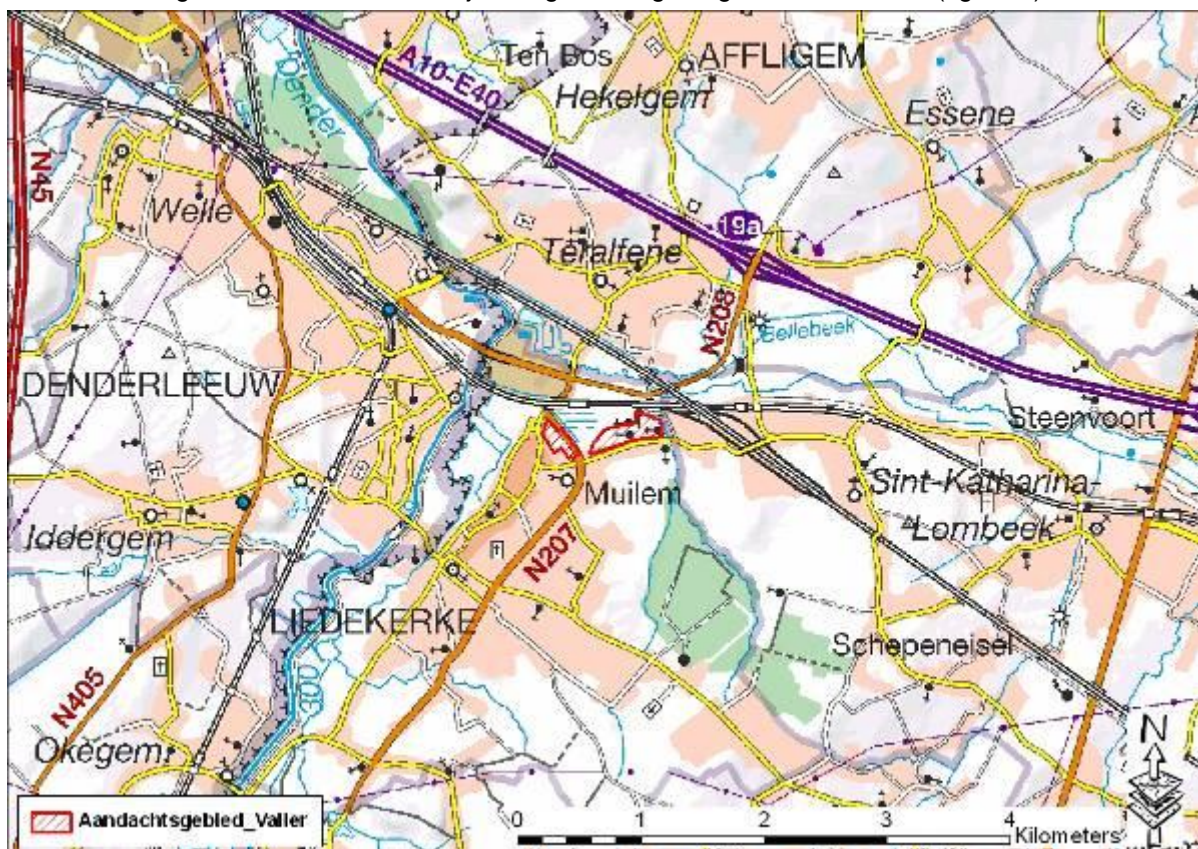 Ten Bos
AFFLIGEM
A10-E40
Hekelgem
Dender
Essene
N45
Welle
19a
Teralfene
N208
Bellebeek
DENDERLEEUW
Steenvoort
Muilem
Sint-Katharina-
Lombeek
Iddergem
N207
LIEDEKERKE
Schepeneisel
300
N405
Okegem
N
Aandachtsgebied_Valler
0 1 2 3 4
Kilometers